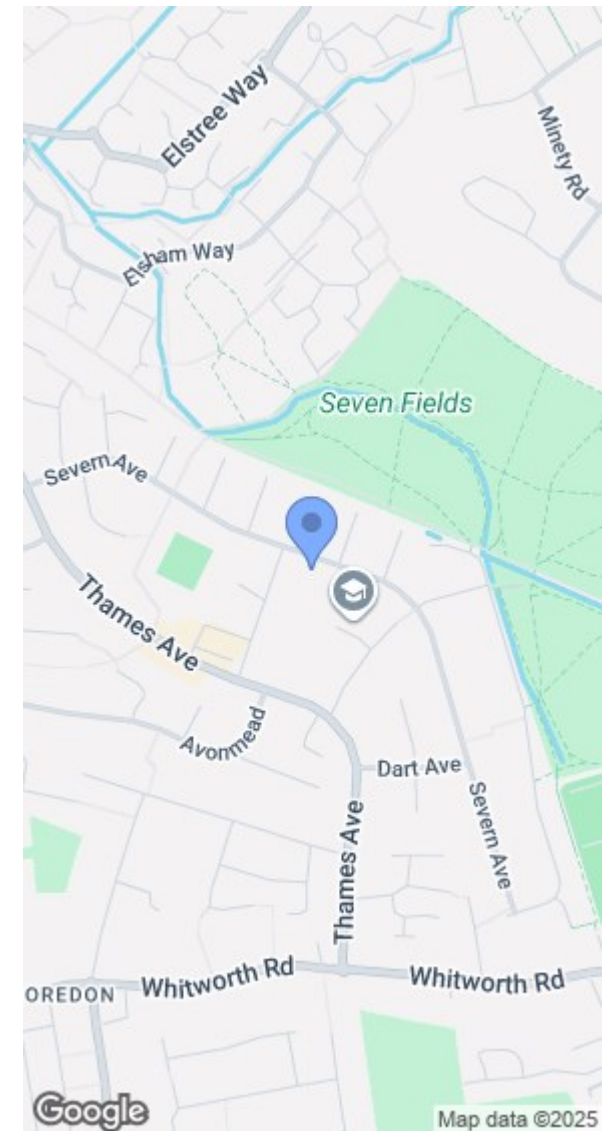 Elstree Way
Minety Rd
Elsham Way
Seven Fields
Severn Ave
Thames Ave
Avonmead
Dart Ave
Severn Ave
Thames Ave
Whitworth Rd
Whitworth Rd
OREDON
Google
Map data ©2025